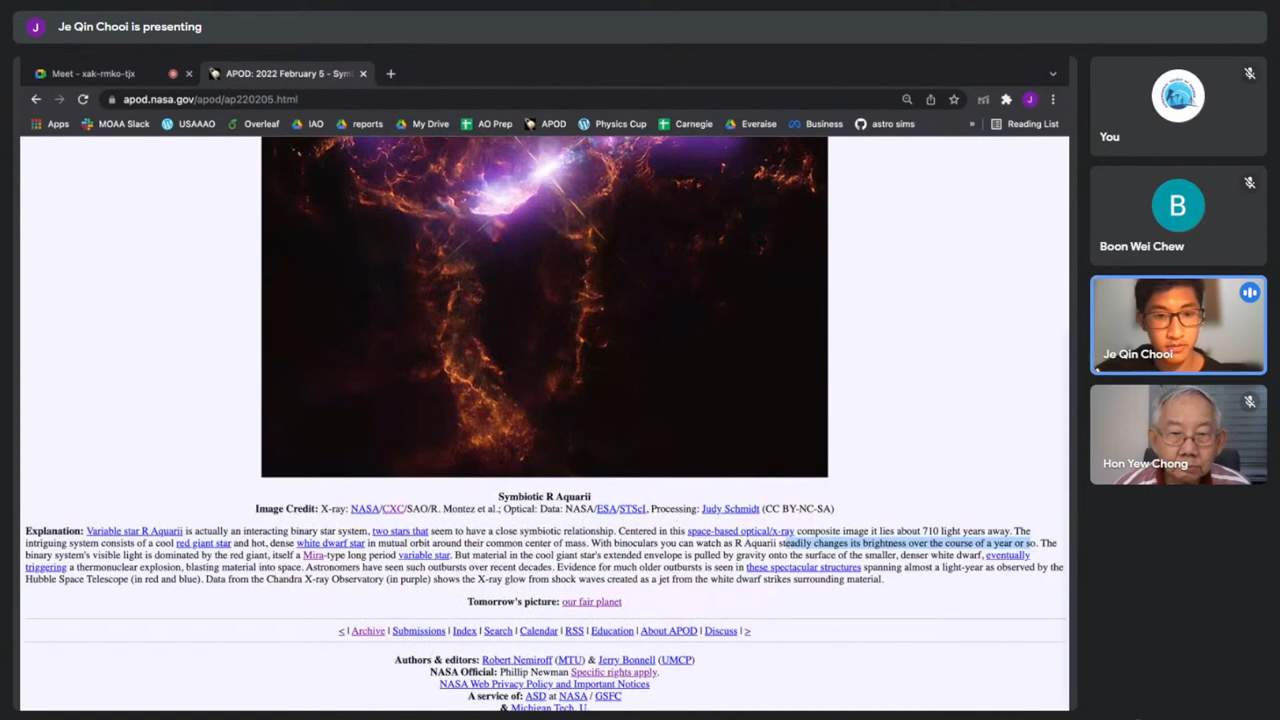 J Je Qin Chooi is presenting
Meet - xak-rmko-tjx
APOD: 2022 February 5 - Sym
apod.nasa.gov/apod/ap220205.html
J
Apps MOAA Slack USAAAO Overleaf IAO reports My Drive AO Prep APOD Physics Cup Carnegie Everaise Business astro sims » Reading List
Symbiotic R Aquarii
Image Credit: X-ray: NASA/CXC/SAO/R. Montez et al.; Optical: Data: NASA/ESA/STScI, Processing: Judy Schmidt (CC BY-NC-SA)
Explanation: Variable star R Aquarii is actually an interacting binary star system, two stars that seem to have a close symbiotic relationship. Centered in this space-based optical/x-ray composite image it lies about 710 light years away. The
intriguing system consists of a cool red giant star and hot, dense white dwarf star in mutual orbit around their common center of mass. With binoculars you can watch as R Aquarii steadily changes its brightness over the course of a year or so. The
binary system's visible light is dominated by the red giant, itself a Mira-type long period variable star. But material in the cool giant star's extended envelope is pulled by gravity onto the surface of the smaller, denser white dwarf, eventually
triggering a thermonuclear explosion, blasting material into space. Astronomers have seen such outbursts over recent decades. Evidence for much older outbursts is seen in these spectacular structures spanning almost a light-year as observed by the
Hubble Space Telescope (in red and blue). Data from the Chandra X-ray Observatory (in purple) shows the X-ray glow from shock waves created as a jet from the white dwarf strikes surrounding material.
Tomorrow's picture: our fair planet
< | Archive | Submissions | Index | Search | Calendar | RSS | Education | About APOD | Discuss | >
Authors & editors: Robert Nemiroff (MTU) & Jerry Bonnell (UMCP)
NASA Official: Phillip Newman Specific rights apply.
NASA Web Privacy Policy and Important Notices
A service of: ASD at NASA / GSFC
& Michigan Tech. U.
You
B
Boon Wei Chew
Je Qin Chooi
Hon Yew Chong